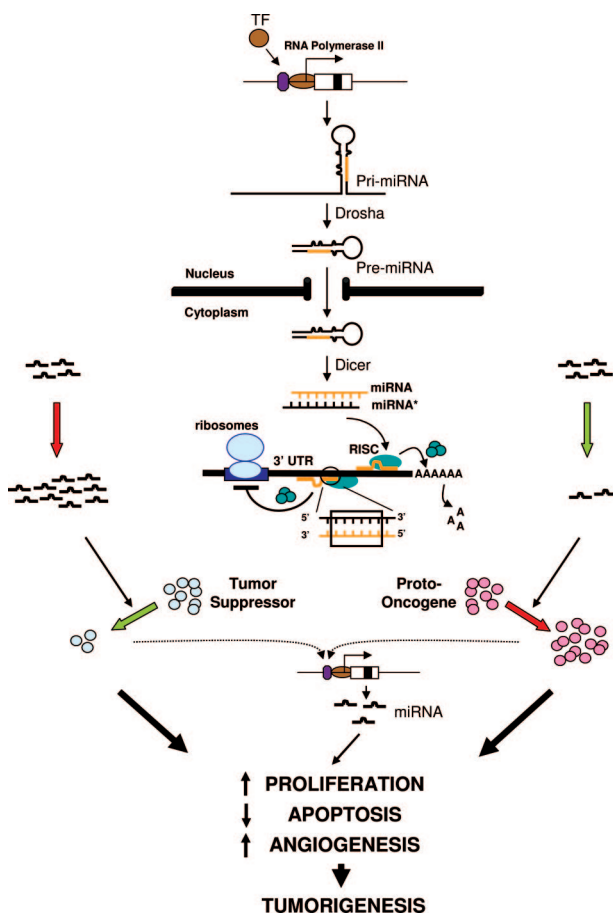 TF
RNA Polymerase II
Pri-miRNA
Drosha
Pre-miRNA
Nucleus
Cytoplasm
Dicer
miRNA
miRNA*
ribosomes
3' UTR
RISC
AAAAAA
A
A
A
5'
3'
3'
5'
Tumor
Suppressor
Proto-
Oncogene
miRNA
PROLIFERATION
APOPTOSIS
ANGIOGENESIS
TUMORIGENESIS